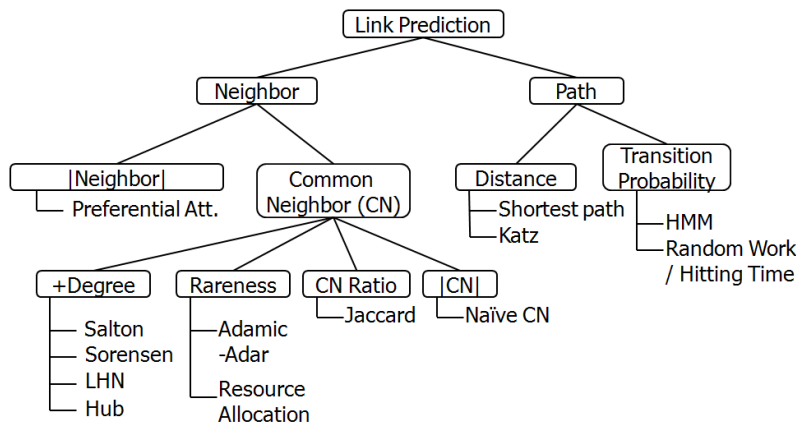 Link Prediction
Neighbor
Path
|Neighbor|
Preferential Att.
Common
Neighbor (CN)
Distance
Shortest path
Katz
Transition
Probability
HMM
Random Work
/ Hitting Time
+Degree
Salton
Sorensen
LHN
Hub
Rareness
Adamic
-Adar
Resource
Allocation
CN Ratio
Jaccard
|CN|
Naïve CN